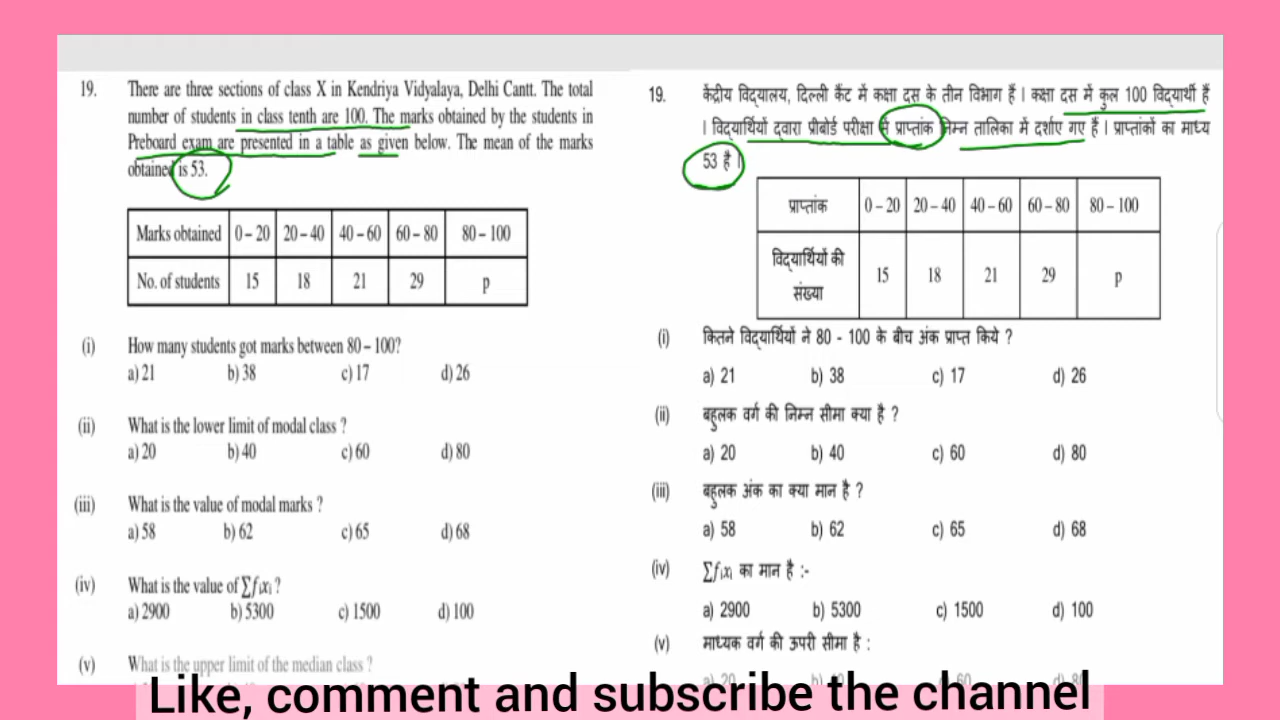 19. There are three sections of class X in Kendriya Vidyalaya, Delhi Cantt. The total
number of students in class tenth are 100. The marks obtained by the students in
Preboard exam are presented in a table as given below. The mean of the marks
obtained is 53.
Marks obtained 0 – 20 20 – 40 40 – 60 60 – 80 80 – 100
No. of students 15 18 21 29 p
(i) How many students got marks between 80 – 100?
a) 21 b) 38 c) 17 d) 26
(ii) What is the lower limit of modal class ?
a) 20 b) 40 c) 60 d) 80
(iii) What is the value of modal marks ?
a) 58 b) 62 c) 65 d) 68
(iv) What is the value of ∑fᵢxᵢ ?
a) 2900 b) 5300 c) 1500 d) 100
(v) What is the upper limit of the median class ?
19. केंद्रीय विद्यालय, दिल्ली कैंट में कक्षा दस के तीन विभाग हैं । कक्षा दस में कुल 100 विद्यार्थी हैं
। विद्यार्थियों द्वारा प्रीबोर्ड परीक्षा में प्राप्तांक निम्न तालिका में दर्शाए गए हैं । प्राप्तांकों का माध्य
53 है ।
प्राप्तांक 0 – 20 20 – 40 40 – 60 60 – 80 80 – 100
विद्यार्थियों की
संख्या 15 18 21 29 p
(i) कितने विद्यार्थियों ने 80 - 100 के बीच अंक प्राप्त किये ?
a) 21 b) 38 c) 17 d) 26
(ii) बहुलक वर्ग की निम्न सीमा क्या है ?
a) 20 b) 40 c) 60 d) 80
(iii) बहुलक अंक का क्या मान है ?
a) 58 b) 62 c) 65 d) 68
(iv) ∑fᵢxᵢ का मान है :-
a) 2900 b) 5300 c) 1500 d) 100
(v) माध्यक वर्ग की ऊपरी सीमा है :
Like, comment and subscribe the channel